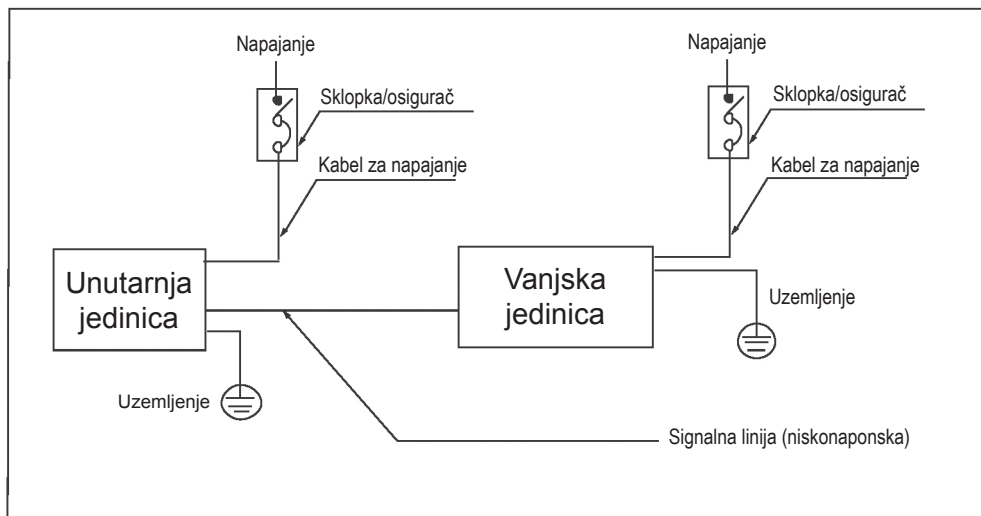 Napajanje
Napajanje
Sklopka/osigurač
Sklopka/osigurač
Kabel za napajanje
Kabel za napajanje
Unutarnja
jedinica
Vanjska
jedinica
Uzemljenje
Uzemljenje
Signalna linija (niskonaponska)